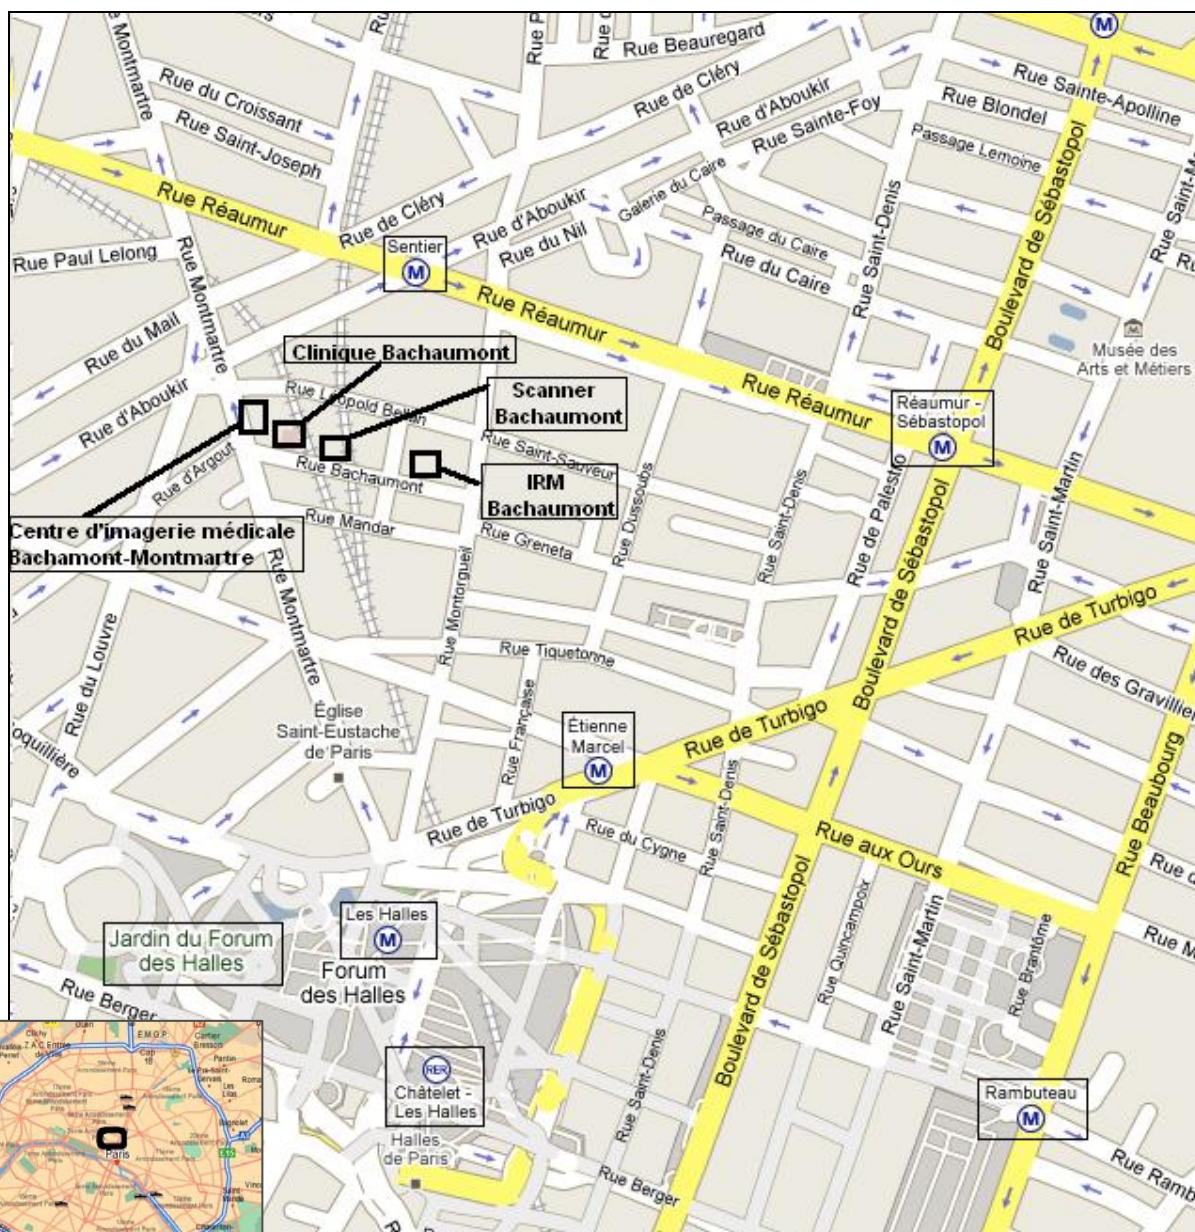 Rue Montmartre
Rue Beauregard
Rue de Cléry
Rue du Croissant
Rue Saint-Joseph
Rue d'Aboukir
Rue Sainte-Foy
Rue Sainte-Apolline
Rue Blondel
Passage Lemoine
Boulevard de Sébastopol
Rue Réaumur
Rue de Cléry
Rue d'Aboukir
Rue du Nil
Galerie du Caire
Passage du Caire
Rue du Caire
Rue Saint-Denis
Rue Paul Lelong
Rue Montmartre
Sentier
M
Rue Réaumur
Rue du Mail
Rue d'Aboukir
Clinique Bachaumont
Scanner
Bachaumont
Rue Léopold Bellan
Rue Saint-Sauveur
Rue Réaumur
Réaumur -
Sébastopol
M
Musée des
Arts et Métiers
Rue d'Argout
Rue Bachaumont
IRM
Bachaumont
Centre d'imagerie médicale
Bachamont-Montmartre
Rue Mandar
Rue Greneta
Rue Dussoubs
Rue Saint-Denis
Rue de Palestro
Boulevard de Sébastopol
Rue Saint-Martin
Rue Montmartre
Rue Montorgueil
Rue Tiquetonne
Rue de Turbigo
Rue des Gravillier
Rue du Louvre
Église
Saint-Eustache
de Paris
Rue Française
Étienne
Marcel
M
Rue de Turbigo
oquillière
Rue de Turbigo
Rue du Cygne
Rue Saint-Denis
Rue aux Ours
Rue Beaubourg
Les Halles
M
Jardin du Forum
des Halles
Forum
des Halles
Rue Berger
Boulevard de Sébastopol
Rue Quincampoix
Rue Saint-Martin
Rue Brantôme
RER
Châtelet -
Les Halles
Halles
de Paris
Rue Saint-Denis
Rue Berger
Rambuteau
M
Rue Ramb
Paris